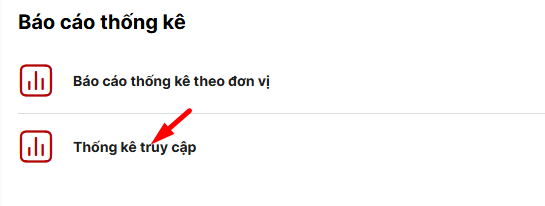 Báo cáo thống kê
Báo cáo thống kê theo đơn vị
Thống kê truy cập